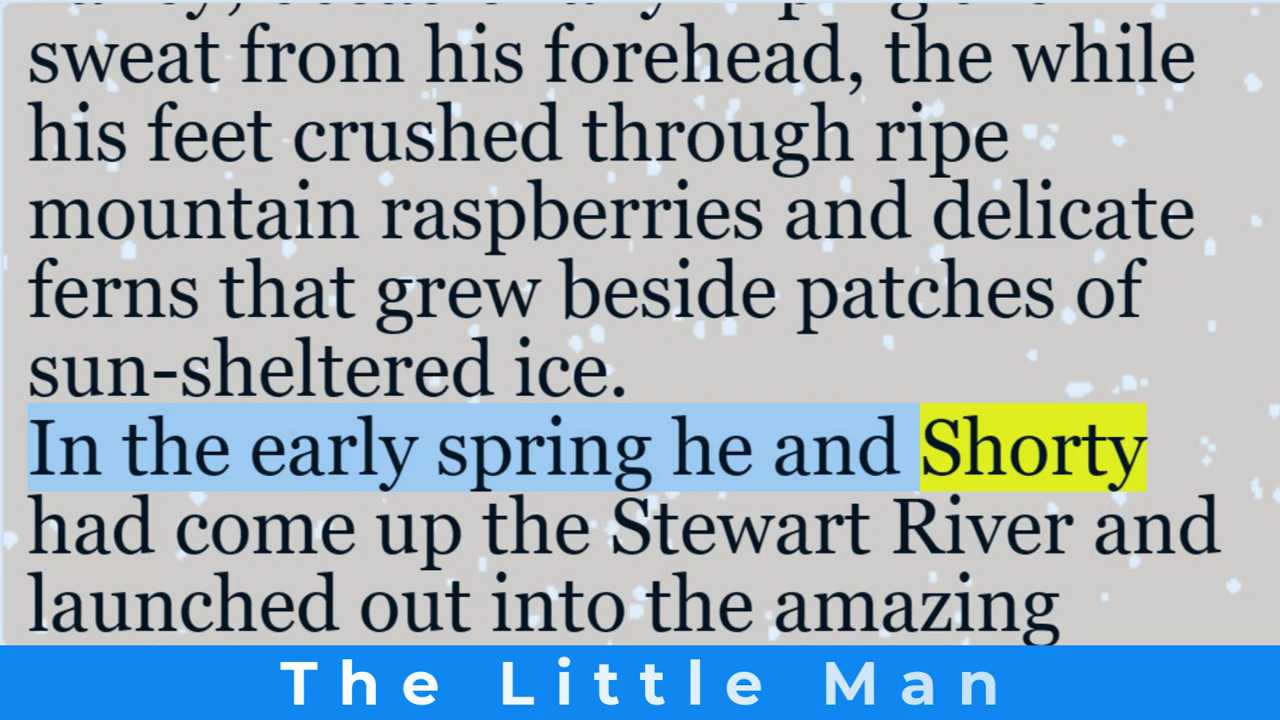 sweat from his forehead, the while
his feet crushed through ripe
mountain raspberries and delicate
ferns that grew beside patches of
sun-sheltered ice.
In the early spring he and Shorty
had come up the Stewart River and
launched out into the amazing
The Little Man